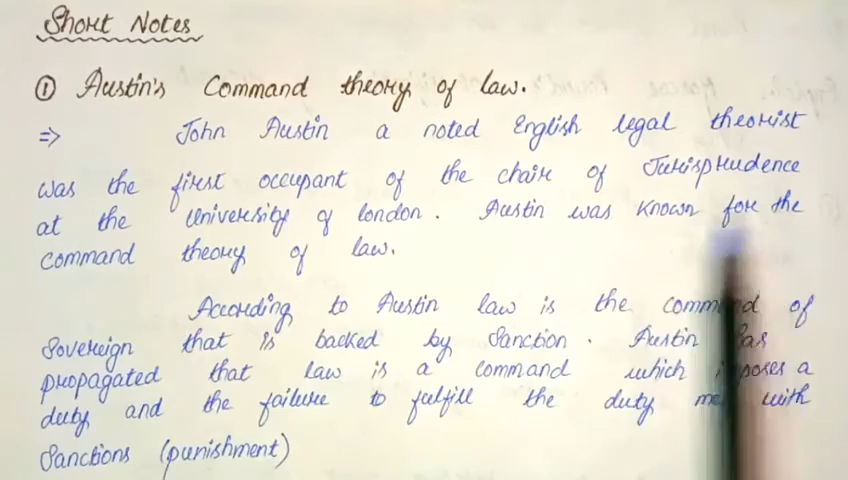 Short Notes
① Austin's Command theory of law.
⇒ John Austin a noted English legal theorist
was the first occupant of the chair of Jurisprudence
at the University of London. Austin was known for the
command theory of law.
According to Austin law is the command of
Sovereign that is backed by Sanction. Austin has
propagated that law is a command which imposes a
duty and the failure to fulfill the duty with
Sanctions (punishment)